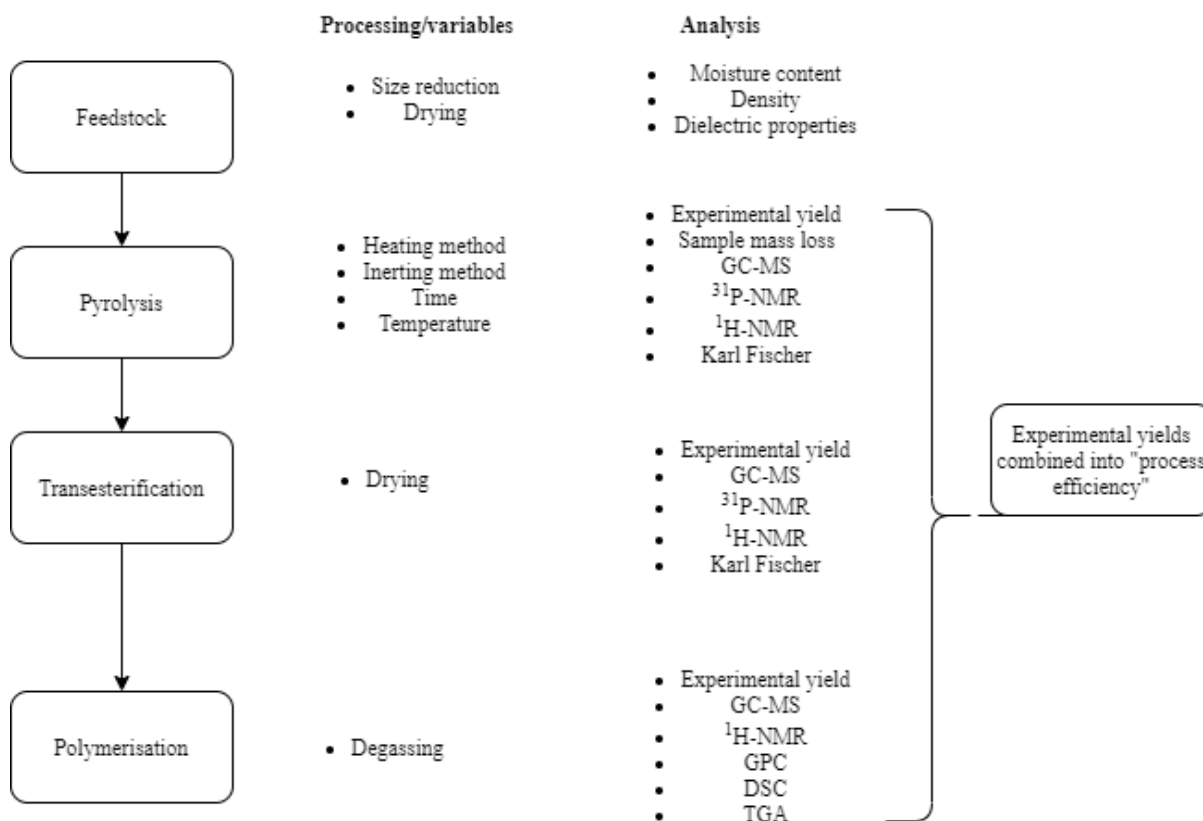 Processing/variables
Analysis
Feedstock
• Size reduction
• Drying
• Moisture content
• Density
• Dielectric properties
Pyrolysis
• Heating method
• Inerting method
• Time
• Temperature
• Experimental yield
• Sample mass loss
• GC-MS
• ³¹P-NMR
• ¹H-NMR
• Karl Fischer
Transesterification
• Drying
• Experimental yield
• GC-MS
• ³¹P-NMR
• ¹H-NMR
• Karl Fischer
Experimental yields
combined into "process
efficiency"
Polymerisation
• Degassing
• Experimental yield
• GC-MS
• ¹H-NMR
• GPC
• DSC
• TGA